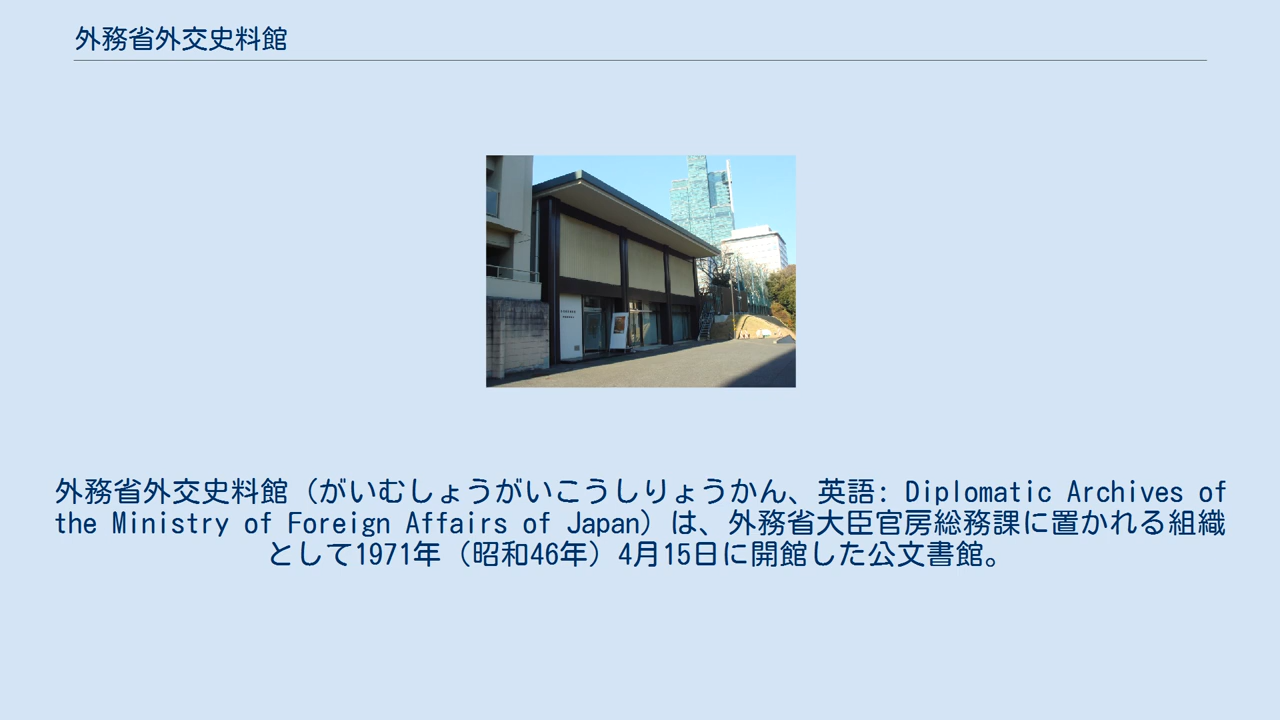 外務省外交史料館
外務省外交史料館（がいむしょうがいこうしりょうかん、英語: Diplomatic Archives of
the Ministry of Foreign Affairs of Japan）は、外務省大臣官房総務課に置かれる組織
として1971年（昭和46年）4月15日に開館した公文書館。